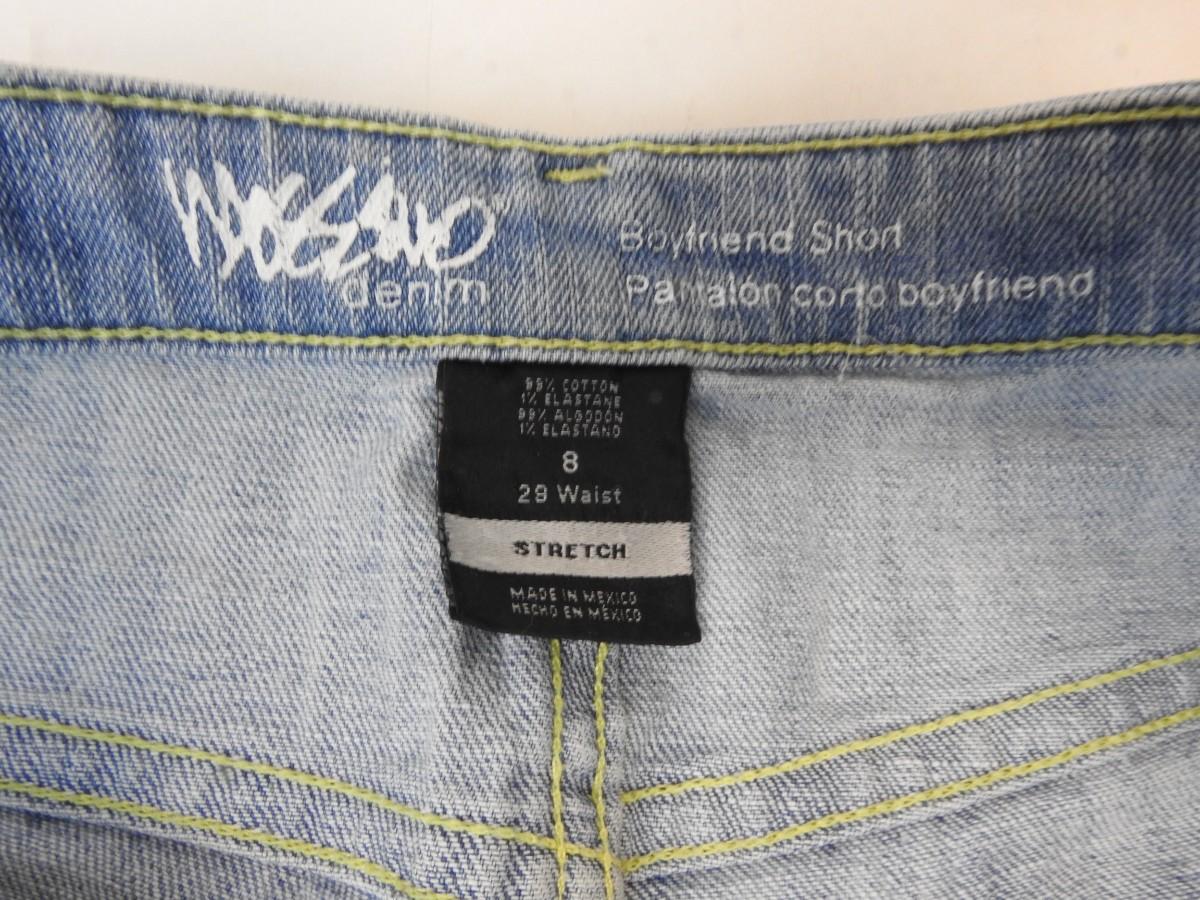 Mossimo
denim
Boyfriend Short
Pantalón corto boyfriend
99% COTTON
1% ELASTANE
99% ALGODÓN
1% ELASTANO
8
29 Waist
STRETCH
MADE IN MEXICO
HECHO EN MÉXICO